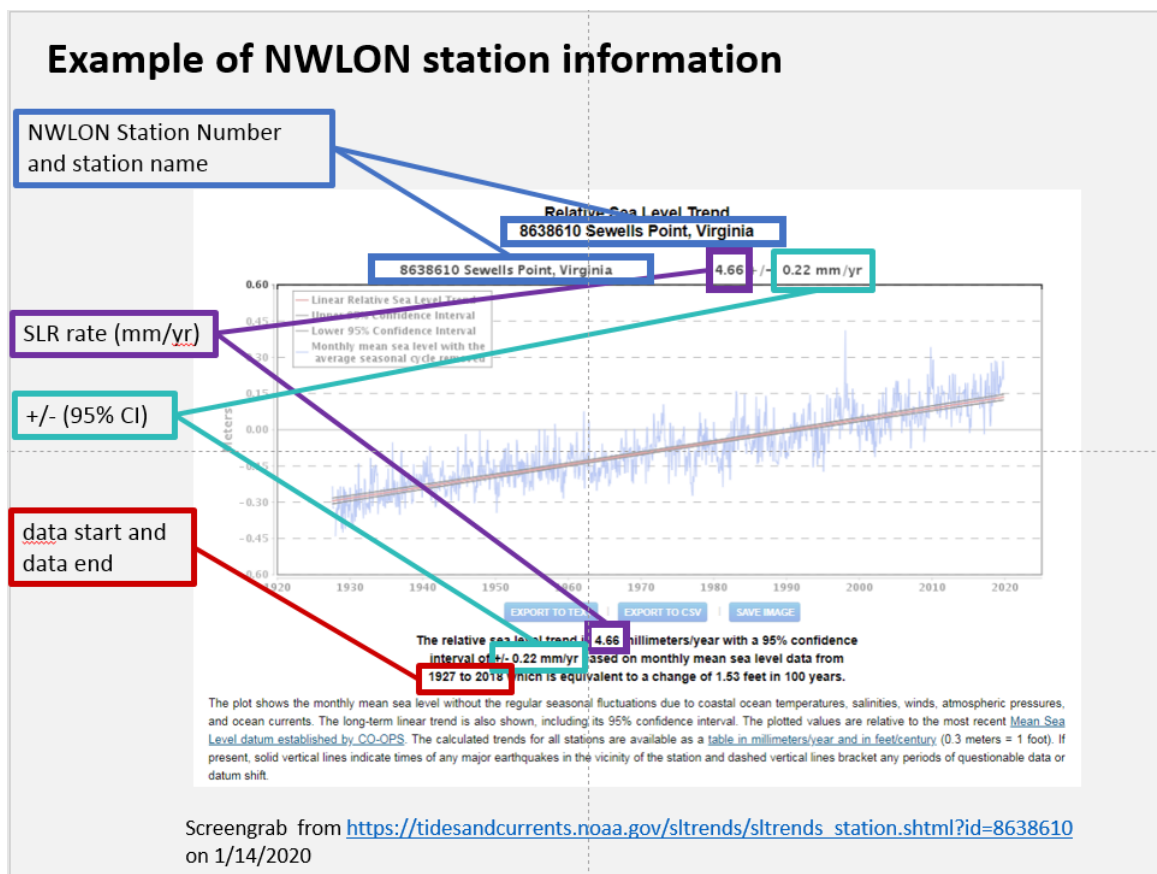 Example of NWLON station information
NWLON Station Number
and station name
Relative Sea Level Trend
8638610 Sewells Point, Virginia
8638610 Sewells Point, Virginia 4.66 +/- 0.22 mm/yr
0.60
Linear Relative Sea Level Trend
Upper 95% Confidence Interval
Lower 95% Confidence Interval
Monthly mean sea level with the
average seasonal cycle removed
SLR rate (mm/yr)
0.45
0.30
0.15
+/- (95% CI)
0.00
Meters
-0.15
-0.30
data start and
data end
-0.45
-0.60
1920 1930 1940 1950 1960 1970 1980 1990 2000 2010 2020
EXPORT TO TEXT | EXPORT TO CSV | SAVE IMAGE
The relative sea level trend is 4.66 millimeters/year with a 95% confidence
interval of +/- 0.22 mm/yr based on monthly mean sea level data from
1927 to 2018 which is equivalent to a change of 1.53 feet in 100 years.
The plot shows the monthly mean sea level without the regular seasonal fluctuations due to coastal ocean temperatures, salinities, winds, atmospheric pressures,
and ocean currents. The long-term linear trend is also shown, including its 95% confidence interval. The plotted values are relative to the most recent Mean Sea
Level datum established by CO-OPS. The calculated trends for all stations are available as a table in millimeters/year and in feet/century (0.3 meters = 1 foot). If
present, solid vertical lines indicate times of any major earthquakes in the vicinity of the station and dashed vertical lines bracket any periods of questionable data or
datum shift.
Screengrab from https://tidesandcurrents.noaa.gov/sltrends/sltrends_station.shtml?id=8638610
on 1/14/2020